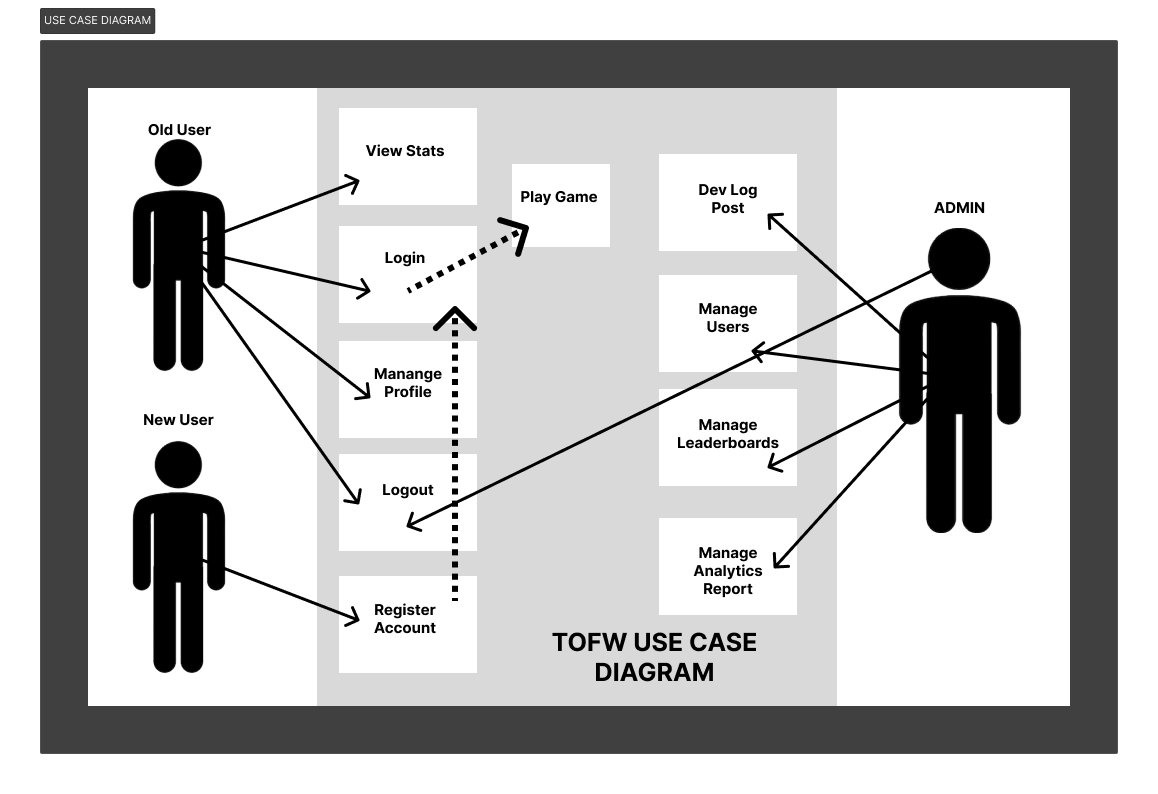 USE CASE DIAGRAM
Old User
View Stats
Play Game
Dev Log
Post
ADMIN
Login
Manage
Users
Manange
Profile
New User
Manage
Leaderboards
Logout
Manage
Analytics
Report
Register
Account
TOFW USE CASE
DIAGRAM